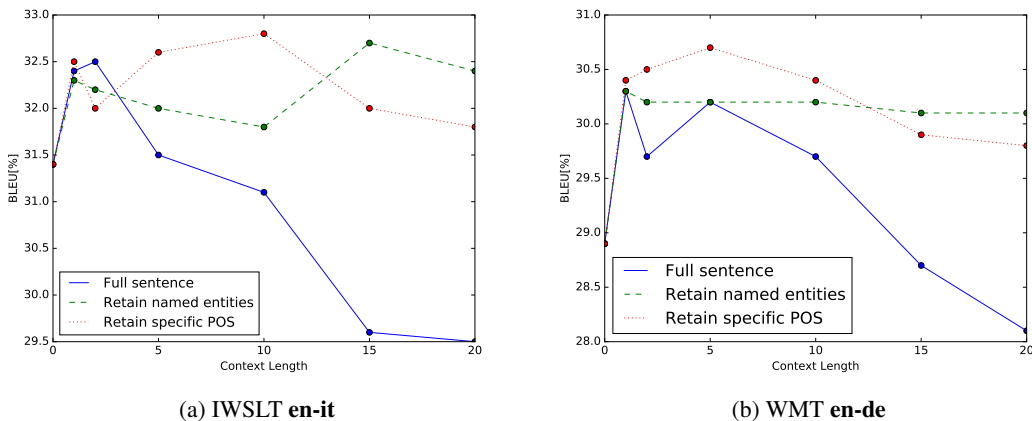 33.0
32.5
32.0
31.5
31.0
30.5
30.0
29.5
BLEU[%]
0 5 10 15 20
Context Length
Full sentence
Retain named entities
Retain specific POS
(a) IWSLT en-it
31.0
30.5
30.0
29.5
29.0
28.5
28.0
BLEU[%]
0 5 10 15 20
Context Length
Full sentence
Retain named entities
Retain specific POS
(b) WMT en-de